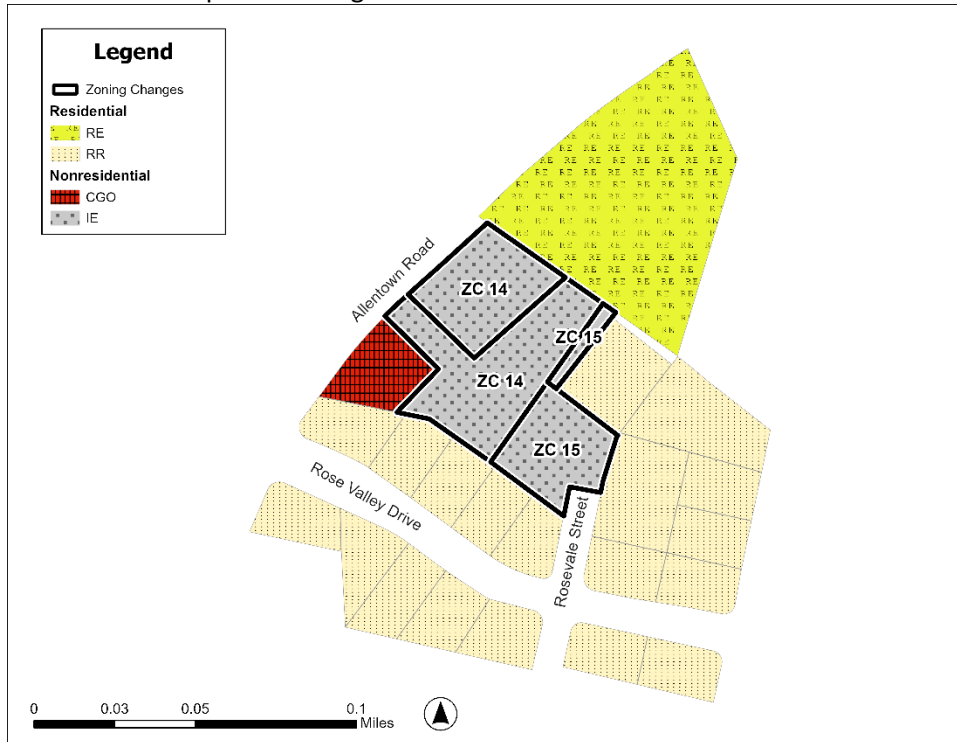 Legend
Zoning Changes
Residential
RE
RR
Nonresidential
CGO
IE
Allentown Road
ZC 14
ZC 15
ZC 14
ZC 15
Rose Valley Drive
Rosevale Street
0 0.03 0.05 0.1
Miles